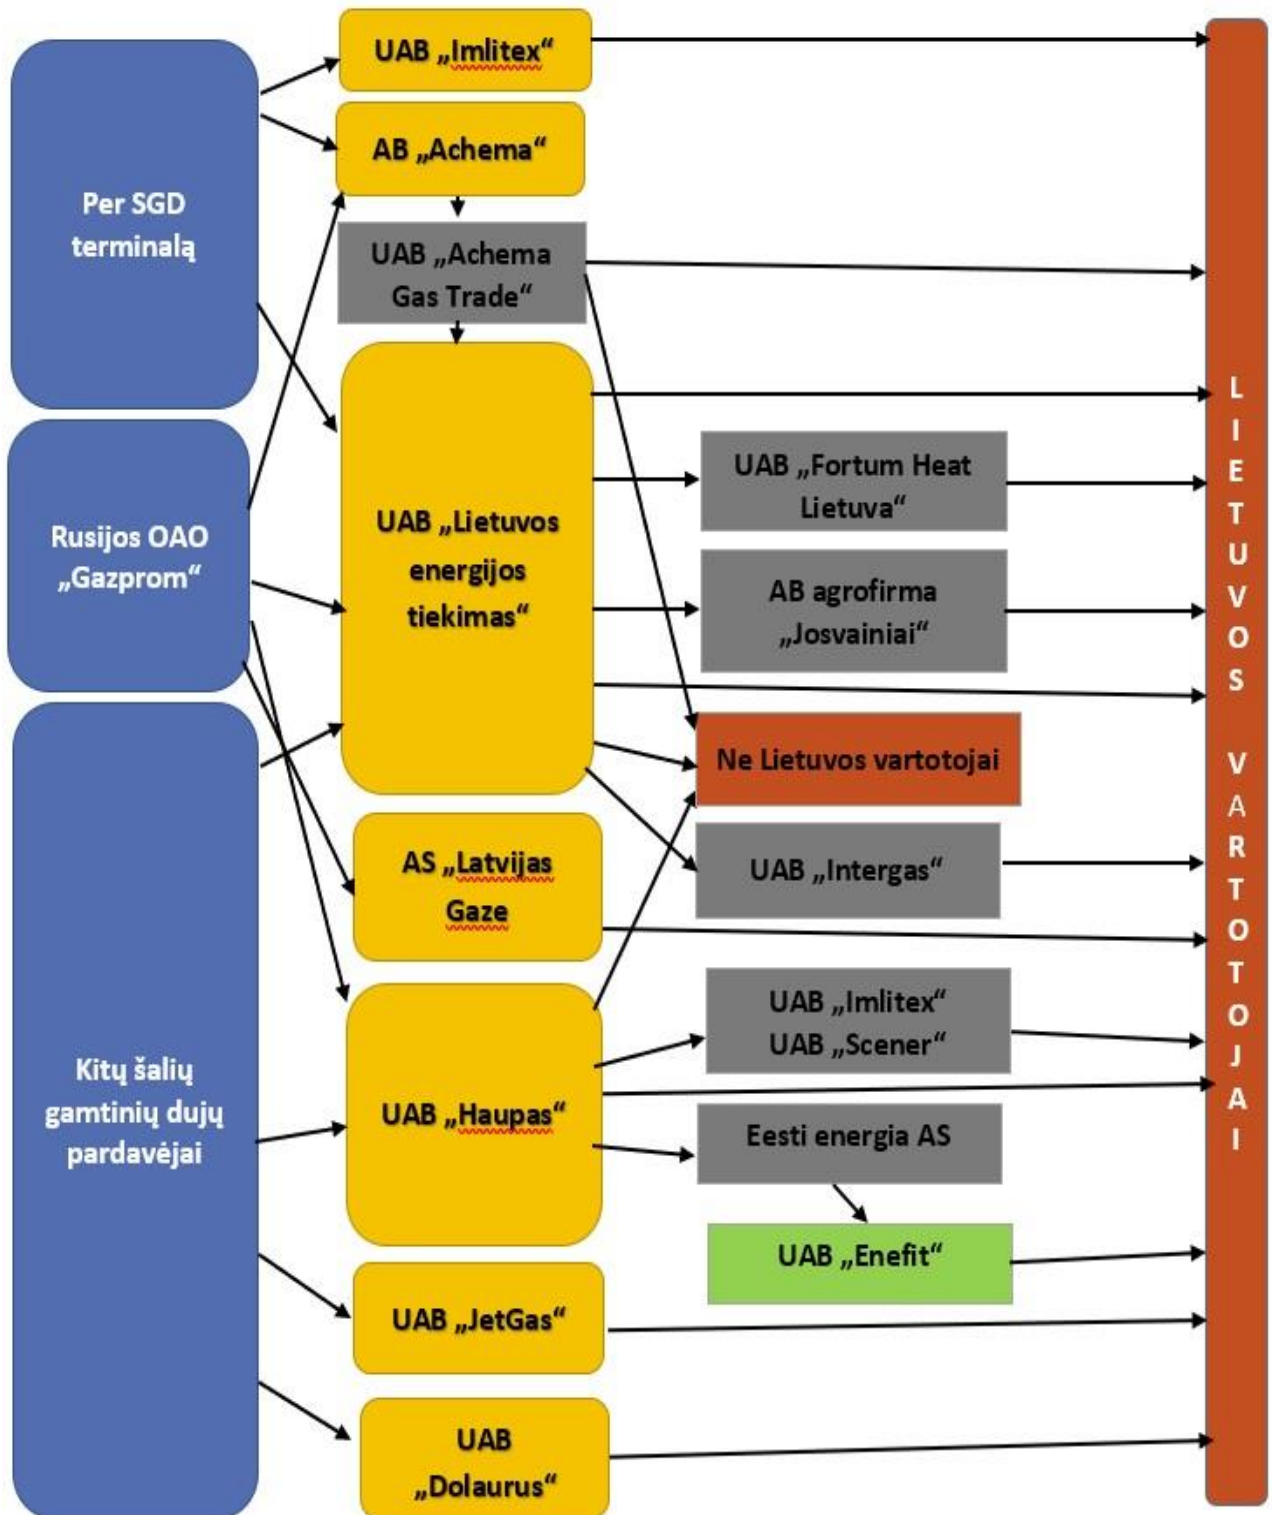 Per SGD
terminalą
Rusijos OAO
„Gazprom“
Kitų šalių
gamtinių dujų
pardavėjai
UAB „Imlitex“
AB „Achema“
UAB „Achema
Gas Trade“
UAB „Lietuvos
energijos
tiekimas“
AS „Latvijas
Gaze
UAB „Haupas“
UAB „JetGas“
UAB
„Dolaurus“
UAB „Fortum Heat
Lietuva“
AB agrofirma
„Josvainiai“
Ne Lietuvos vartotojai
UAB „Intergas“
UAB „Imlitex“
UAB „Scener“
Eesti energia AS
UAB „Enefit“
LIETUVOS VARTOTOJAI